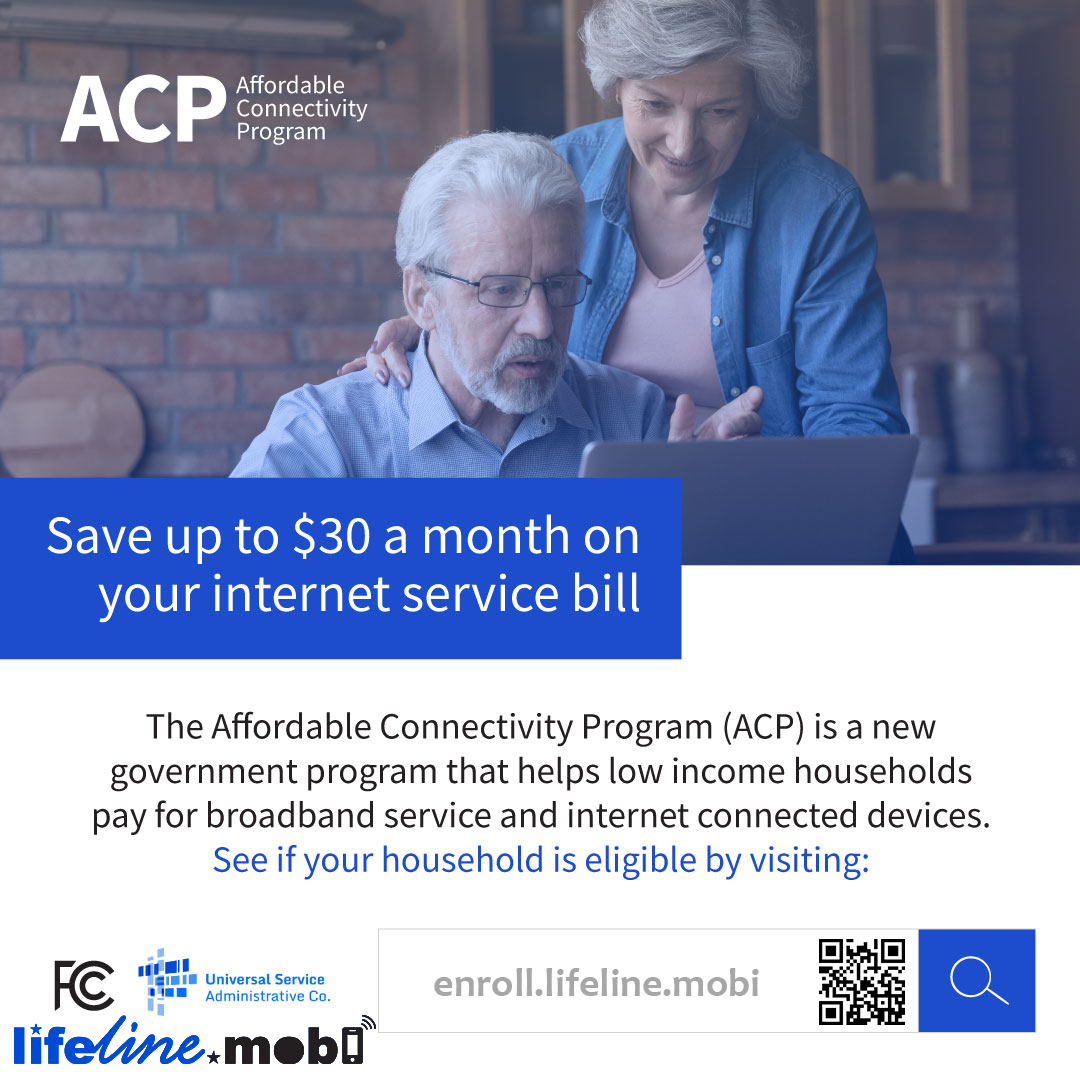 ACP
Affordable
Connectivity
Program
Save up to $30 a month on
your internet service bill
The Affordable Connectivity Program (ACP) is a new
government program that helps low income households
pay for broadband service and internet connected devices.
See if your household is eligible by visiting:
FCC
Universal Service
Administrative Co.
enroll.lifeline.mobi
lifeline.mobi